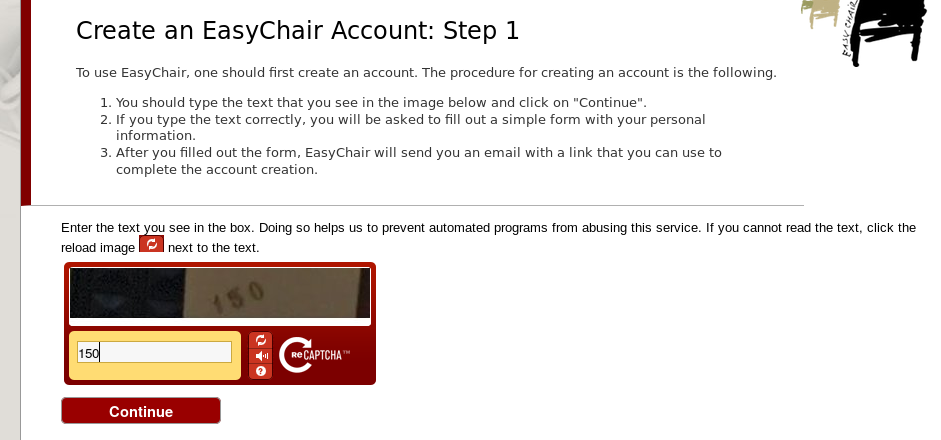 Create an EasyChair Account: Step 1
EASY CHAIR
To use EasyChair, one should first create an account. The procedure for creating an account is the following.
1. You should type the text that you see in the image below and click on "Continue".
2. If you type the text correctly, you will be asked to fill out a simple form with your personal
information.
3. After you filled out the form, EasyChair will send you an email with a link that you can use to
complete the account creation.
Enter the text you see in the box. Doing so helps us to prevent automated programs from abusing this service. If you cannot read the text, click the
reload image next to the text.
150
150
?
ReCAPTCHA™
Continue